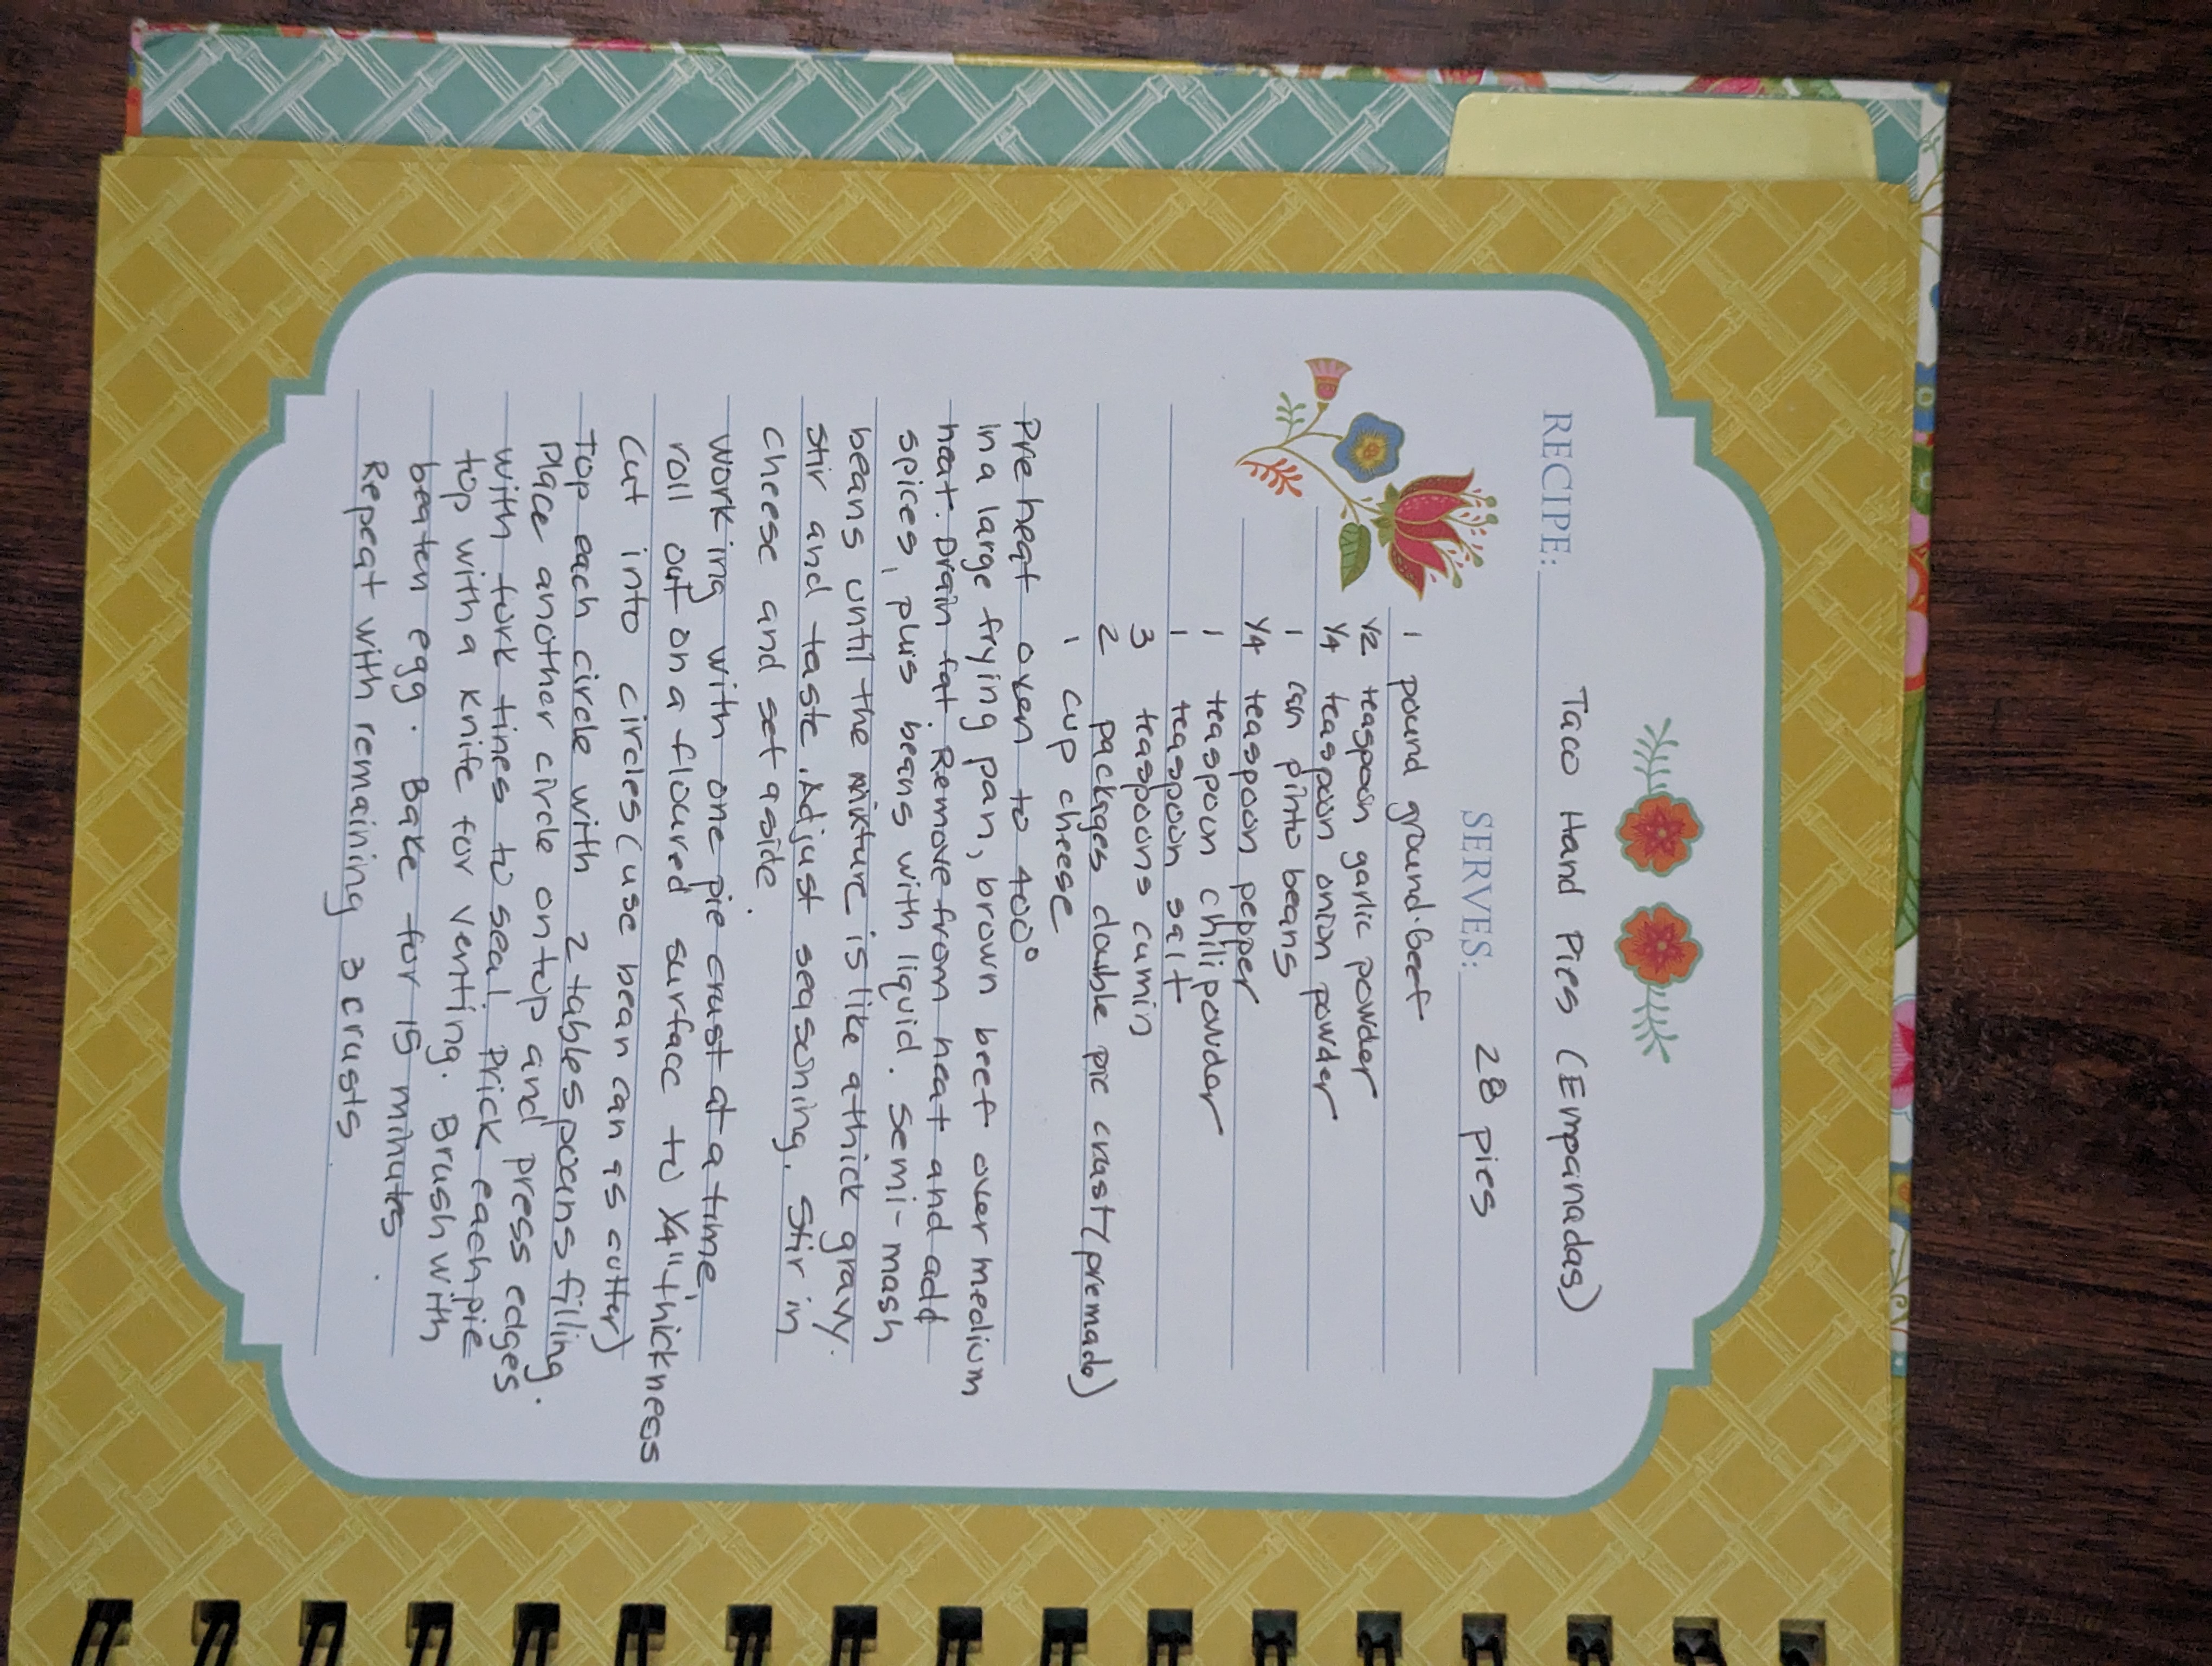 RECIPE: Taco Hand Pies (Empanadas)
SERVES: 28 pies
1 pound ground beef
1/2 teaspoon garlic powder
1/4 teaspoon onion powder
1 can pinto beans
1/4 teaspoon pepper
1 teaspoon chili powder
1 teaspoon salt
3 teaspoons cumin
2 packages double pie crust (premade)
1 cup cheese
Preheat oven to 400°
in a large frying pan, brown beef over medium
heat. Drain fat. Remove from heat and add
spices, plus beans with liquid. Semi-mash
beans until the mixture is like a thick gravy.
stir and taste. Adjust seasoning. Stir in
cheese and set aside.
working with one pie crust at a time,
roll out on a floured surface to 1/4" thickness
Cut into circles (use bean can as cutter)
Top each circle with 2 tablespoons filling.
Place another circle on top and press edges
with fork tines to seal. Prick each pie
top with a knife for venting. Brush with
beaten egg. Bake for 15 minutes.
Repeat with remaining 3 crusts.